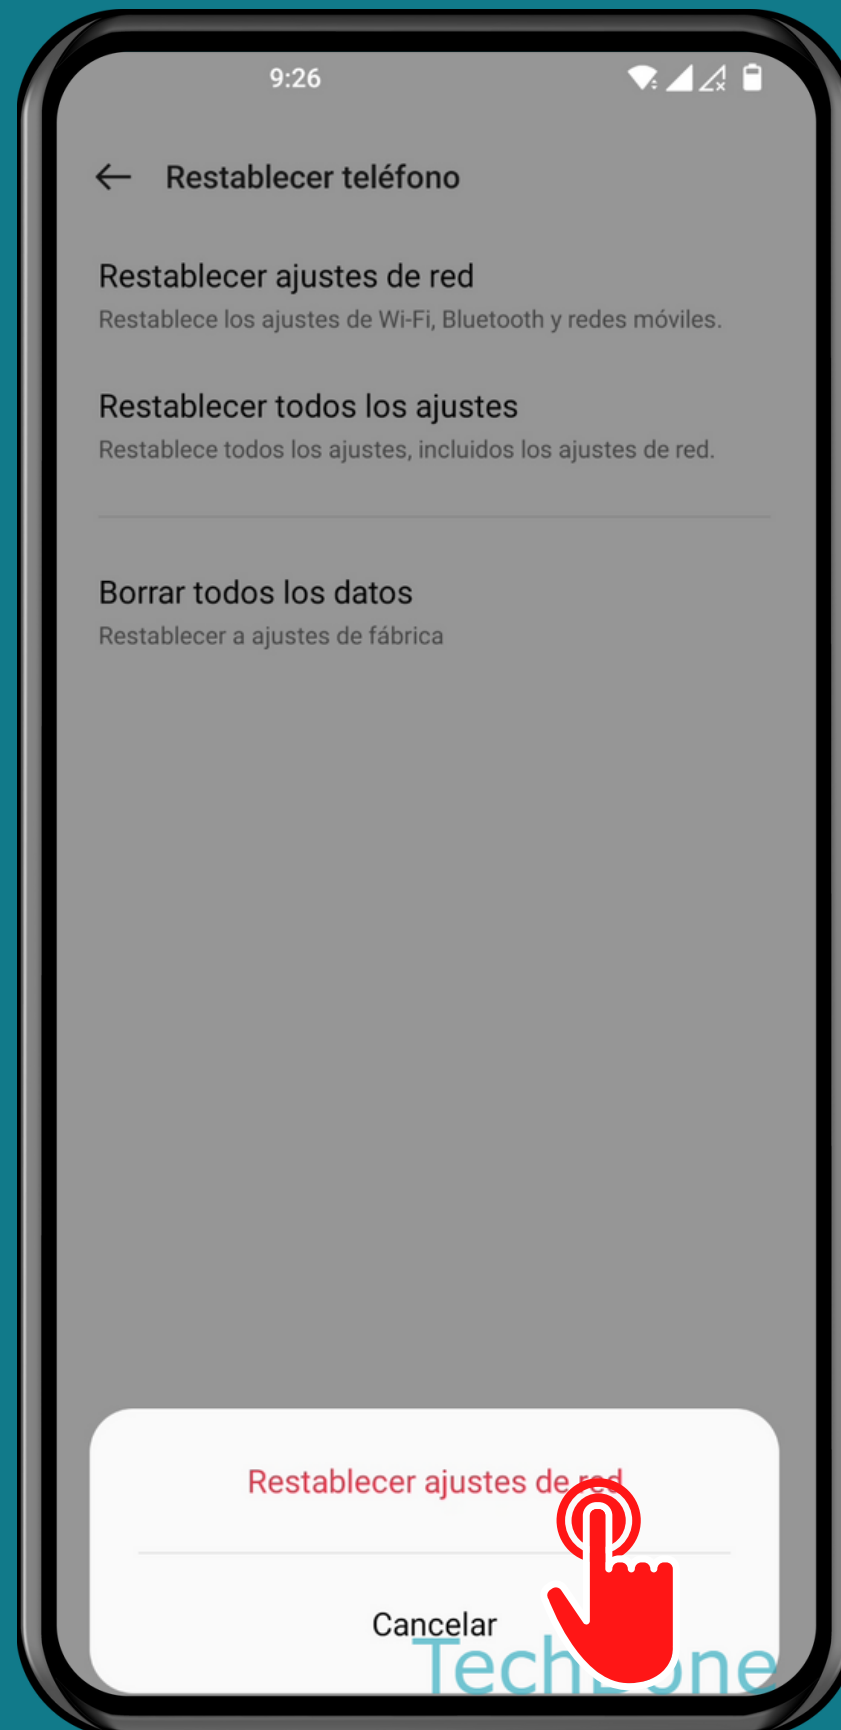 9:26
Restablecer teléfono
Restablecer ajustes de red
Restablece los ajustes de Wi-Fi, Bluetooth y redes móviles.
Restablecer todos los ajustes
Restablece todos los ajustes, incluidos los ajustes de red.
Borrar todos los datos
Restablecer a ajustes de fábrica
Restablecer ajustes de red
Cancelar